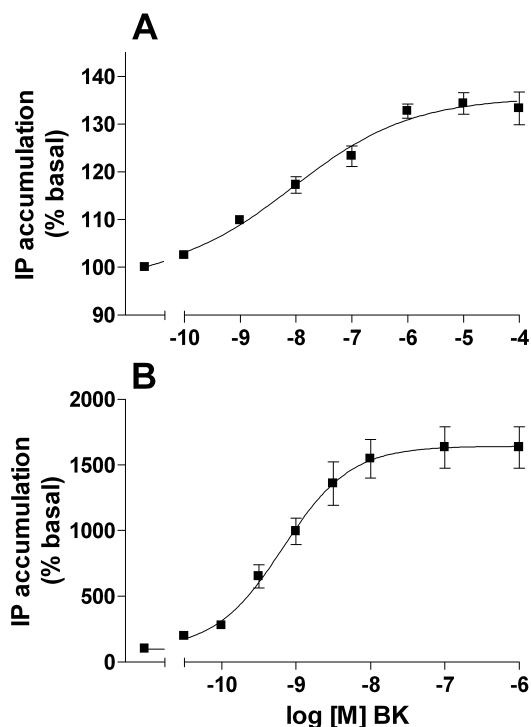 A
IP accumulation
(% basal)
140
130
120
110
100
90
-10 -9 -8 -7 -6 -5 -4
B
IP accumulation
(% basal)
2000
1500
1000
500
0
-10 -9 -8 -7 -6
log [M] BK